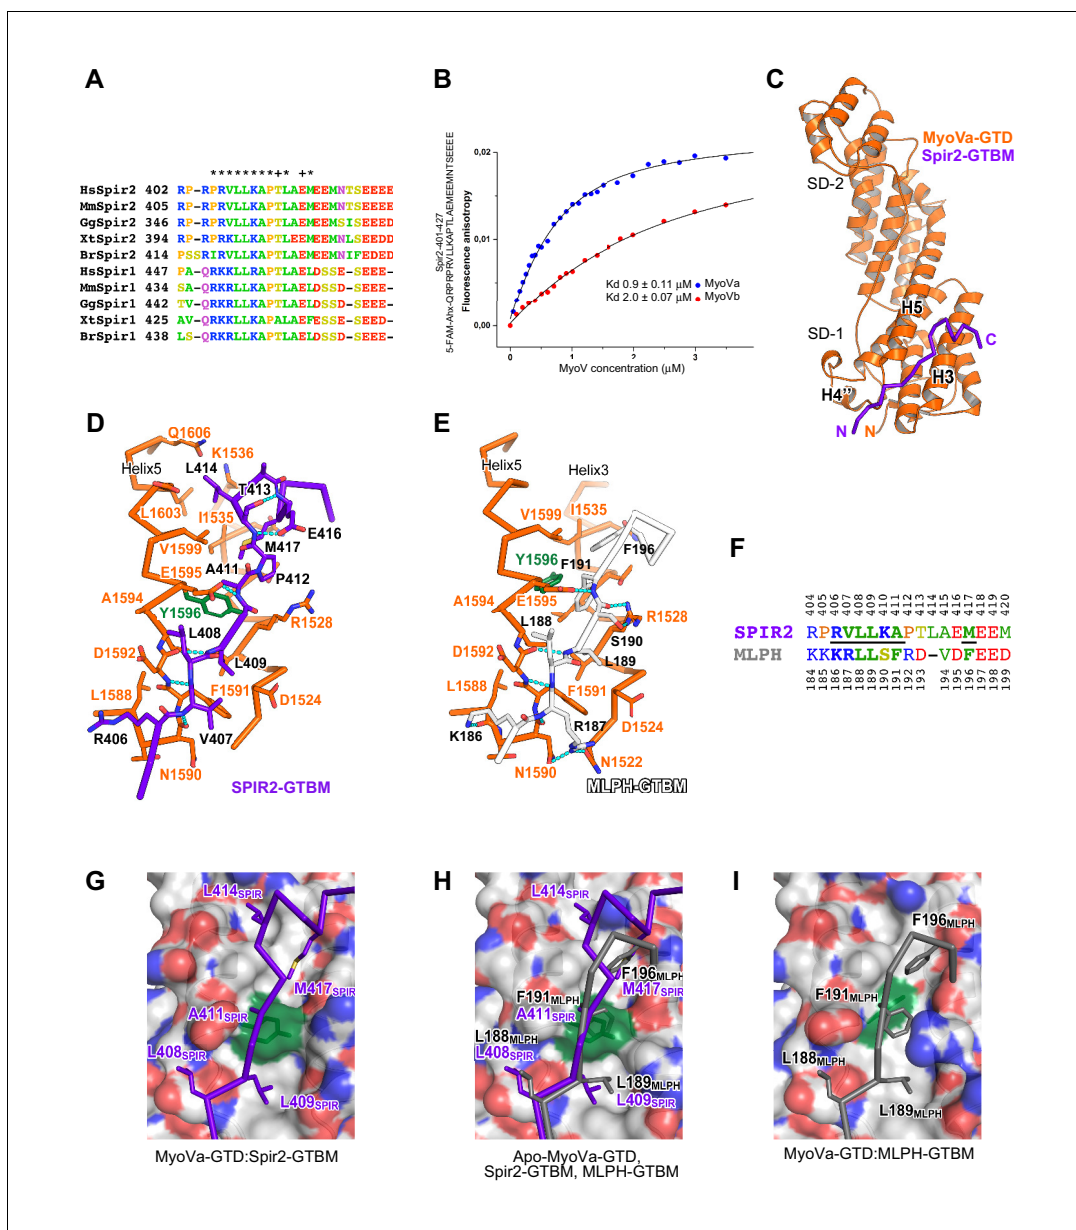 A
********+* +*
HsSpir2 402 RP-RPRVLLKAPTLAEMEEMNTSEEEE
MmSpir2 405 RP-RPRVLLKAPTLAEMEEMNTSEEEE
GgSpir2 346 RP-RPRKLLKAPTLAEMEEMSISEEED
XtSpir2 394 RP-RPRKLLKAPTLEEMEEMNLSEEDD
BrSpir2 414 PSSRIRVLLKAPTLAEMEEMNIFEDED
HsSpir1 447 PA-QRKKLLKAPTLAELDSSE-SEEE-
MmSpir1 434 SA-QRKKLLKAPTLAELDSSD-SEEE-
GgSpir1 442 TV-QRKKLLKAPTLAELDSSD-SEEE-
XtSpir1 425 AV-QRKRLLKAPALAELESSE-SEED-
BrSpir1 438 LS-QRKRLLKAPTLAELDSSD-SEEE-
B
Spir2-401-427
5-FAM-Ahx-QRPRPRVLLKAPTLAEMEEMNTSEEEE
Fluorescence anisotropy
0,02
0,01
0,00
Kd 0.9 ± 0.11 μM MyoVa
Kd 2.0 ± 0.07 μM MyoVb
0 1 2 3
MyoV concentration (μM)
C
MyoVa-GTD
Spir2-GTBM
SD-2
H5
SD-1
C
H3
H4''
N N
D
Q1606
K1536
Helix5
L414
T413
L1603
I1535
E416
V1599
M417
A411
E1595
P412
A1594
Y1596
R1528
L408
D1592
L409
L1588
F1591
D1524
R406
V407
N1590
SPIR2-GTBM
E
Helix5
Helix3
V1599
I1535
F196
Y1596
F191
A1594
E1595
R1528
L188
S190
D1592
L189
L1588
F1591
D1524
K186
R187
N1590
N1522
MLPH-GTBM
F
404 405 406 407 408 409 410 411 412 413 414 415 416 417 418 419 420
SPIR2 RPRVLLKAPTLAEMEEM
MLPH KKKRLLSFRD-VDFEED
184 185 186 187 188 189 190 191 192 193 194 195 196 197 198 199
G
L414SPIR
M417SPIR
A411SPIR
L408SPIR
L409SPIR
MyoVa-GTD:Spir2-GTBM
H
L414SPIR
F196MLPH
M417SPIR
F191MLPH
A411SPIR
L188MLPH
L408SPIR
L189MLPH
L409SPIR
Apo-MyoVa-GTD,
Spir2-GTBM, MLPH-GTBM
I
F196MLPH
F191MLPH
L188MLPH
L189MLPH
MyoVa-GTD:MLPH-GTBM